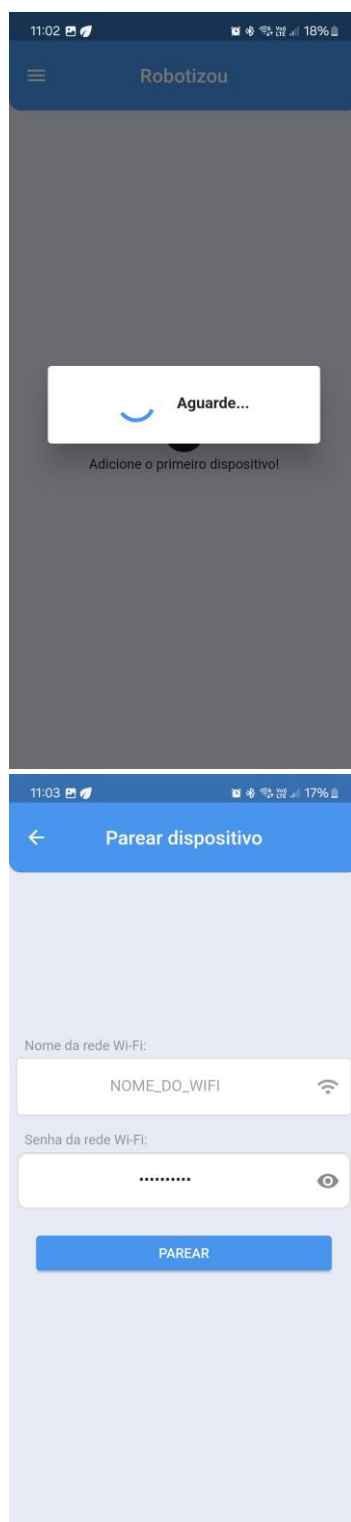 11:02 18%
Robotizou
Aguarde...
Adicione o primeiro dispositivo!
11:03 17%
Parear dispositivo
Nome da rede Wi-Fi:
NOME_DO_WIFI
Senha da rede Wi-Fi:
••••••••••
PAREAR